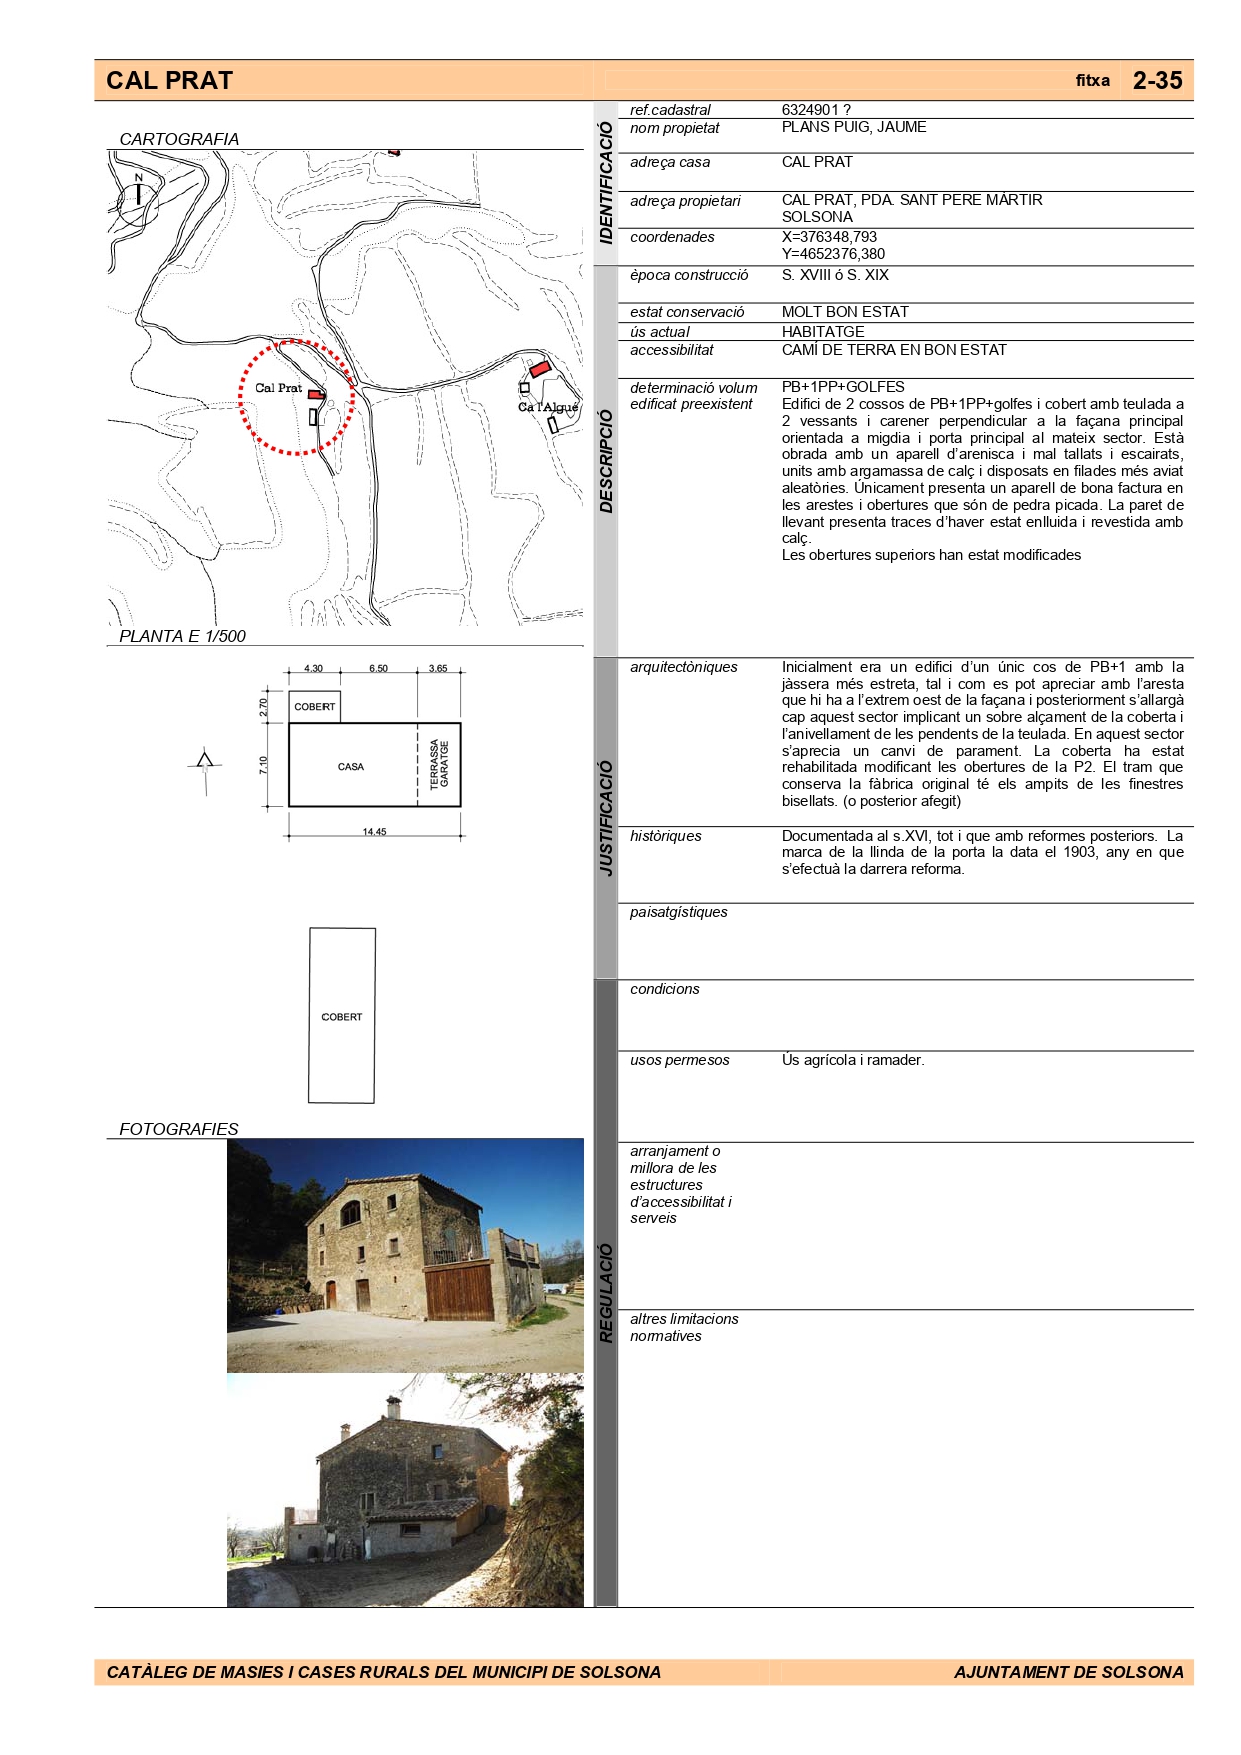 CAL PRAT
fitxa 2-35
CARTOGRAFIA
N
Cal Prat
Ca l'Algué
PLANTA E 1/500
4.30 6.50 3.65
2.70
COBERT
7.10
CASA
TERRASSA
GARATGE
14.45
COBERT
FOTOGRAFIES
IDENTIFICACIÓ
ref.cadastral 6324901 ?
nom propietat PLANS PUIG, JAUME
adreça casa CAL PRAT
adreça propietari CAL PRAT, PDA. SANT PERE MÀRTIR
SOLSONA
coordenades X=376348,793
Y=4652376,380
DESCRIPCIÓ
època construcció S. XVIII ó S. XIX
estat conservació MOLT BON ESTAT
ús actual HABITATGE
accessibilitat CAMÍ DE TERRA EN BON ESTAT
determinació volum PB+1PP+GOLFES
edificat preexistent Edifici de 2 cossos de PB+1PP+golfes i cobert amb teulada a
2 vessants i carener perpendicular a la façana principal
orientada a migdia i porta principal al mateix sector. Està
obrada amb un aparell d'arenisca i mal tallats i escairats,
units amb argamassa de calç i disposats en filades més aviat
aleatòries. Únicament presenta un aparell de bona factura en
les arestes i obertures que són de pedra picada. La paret de
llevant presenta traces d'haver estat enlluida i revestida amb
calç.
Les obertures superiors han estat modificades
JUSTIFICACIÓ
arquitectòniques Inicialment era un edifici d'un únic cos de PB+1 amb la
jàssera més estreta, tal i com es pot apreciar amb l'aresta
que hi ha a l'extrem oest de la façana i posteriorment s'allargà
cap aquest sector implicant un sobre alçament de la coberta i
l'anivellament de les pendents de la teulada. En aquest sector
s'aprecia un canvi de parament. La coberta ha estat
rehabilitada modificant les obertures de la P2. El tram que
conserva la fàbrica original té els ampits de les finestres
bisellats. (o posterior afegit)
històriques Documentada al s.XVI, tot i que amb reformes posteriors. La
marca de la llinda de la porta la data el 1903, any en que
s'efectuà la darrera reforma.
paisatgístiques
REGULACIÓ
condicions
usos permesos Ús agrícola i ramader.
arranjament o
millora de les
estructures
d'accessibilitat i
serveis
altres limitacions
normatives
CATÀLEG DE MASIES I CASES RURALS DEL MUNICIPI DE SOLSONA
AJUNTAMENT DE SOLSONA